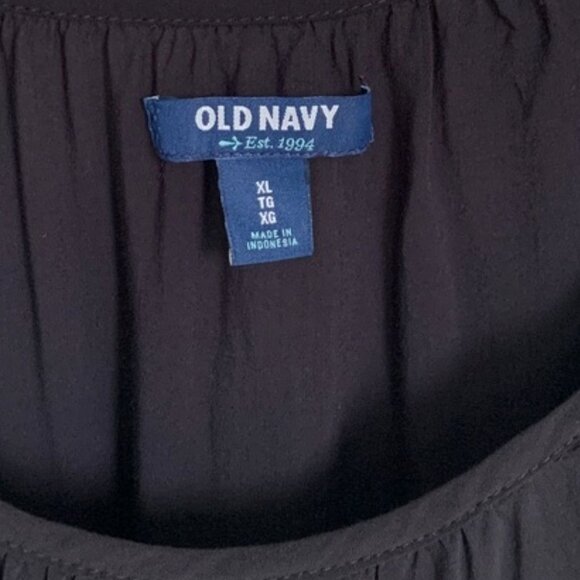 OLD NAVY
Est. 1994
XL
TG
XG
MADE IN
INDONESIA